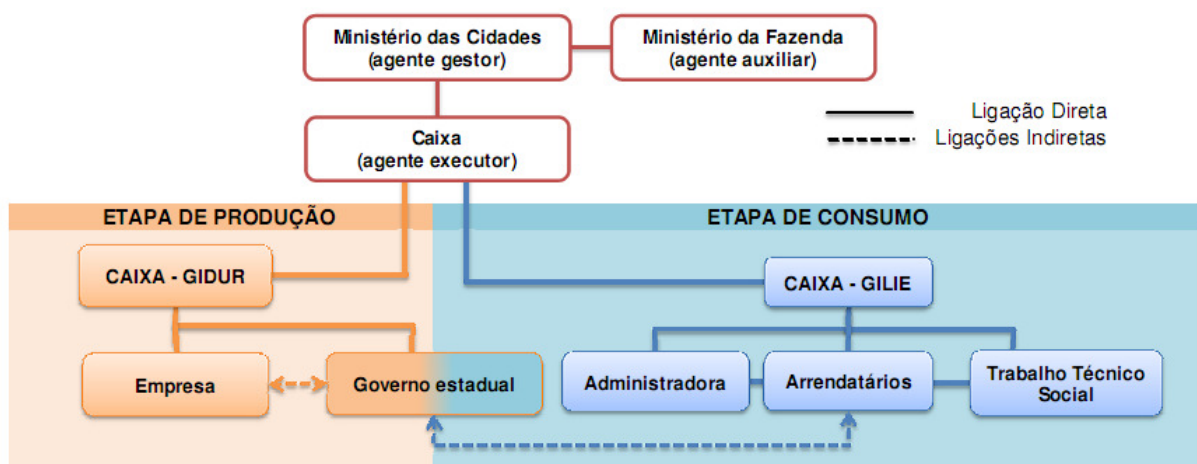 Ministério das Cidades
(agente gestor)
Ministério da Fazenda
(agente auxiliar)
Ligação Direta
Ligações Indiretas
Caixa
(agente executor)
ETAPA DE PRODUÇÃO
ETAPA DE CONSUMO
CAIXA - GIDUR
CAIXA - GILIE
Empresa
Governo estadual
Administradora
Arrendatários
Trabalho Técnico
Social